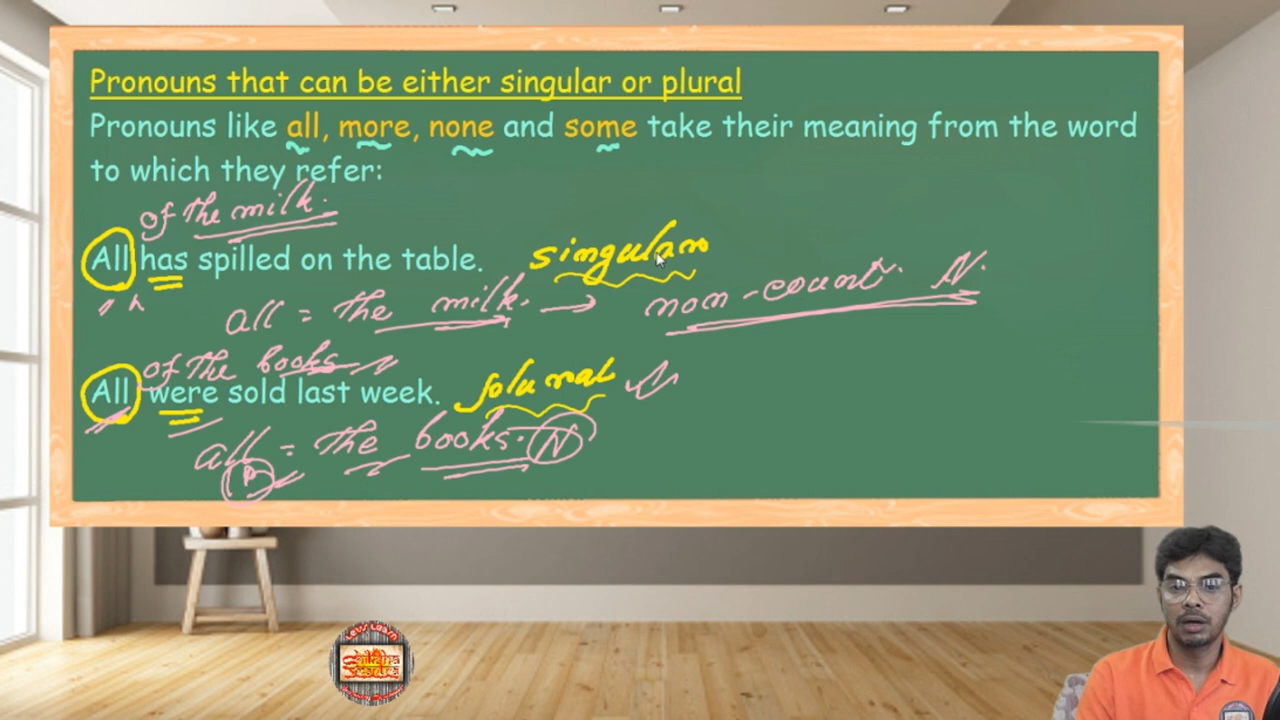 Pronouns that can be either singular or plural
Pronouns like all, more, none and some take their meaning from the word
to which they refer:
of the milk.
All has spilled on the table. singular
all = the milk. → non-count. N.
of the books
All were sold last week.
all = the books. N
P
Let's Learn